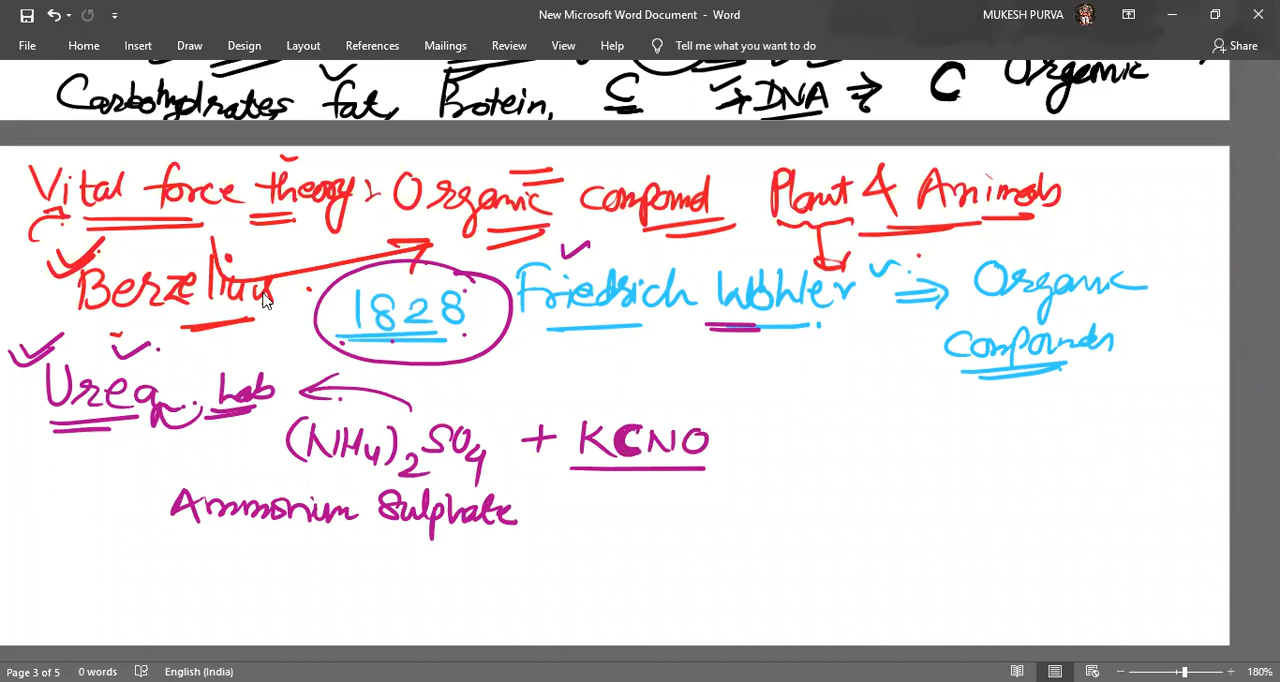 New Microsoft Word Document - Word
MUKESH PURVA
File Home Insert Draw Design Layout References Mailings Review View Help Tell me what you want to do Share
Carbohydrates fat, Protein, C → DNA → C Organic
Vital force theory: Organic compound Plant & Animals
Berzelius 1828 Friedrich Wöhler ⇒ Organic
compounds
Urea Lab
(NH4)2SO4 + KCNO
Ammonium Sulphate
Page 3 of 5 0 words English (India) 180%